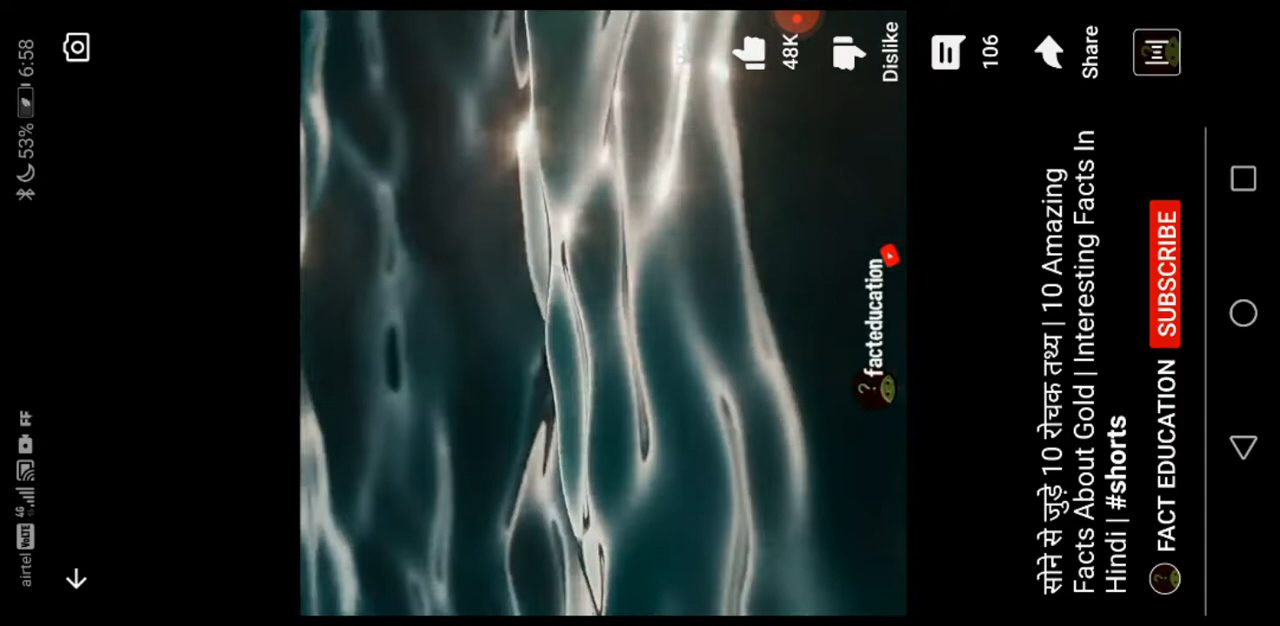 airtel VoLTE 4G FF 53% 6:58
48K
Dislike
106
Share
facteducation
सोने से जुड़े 10 रोचक तथ्य | 10 Amazing
Facts About Gold | Interesting Facts In
Hindi | #shorts
FACT EDUCATION SUBSCRIBE